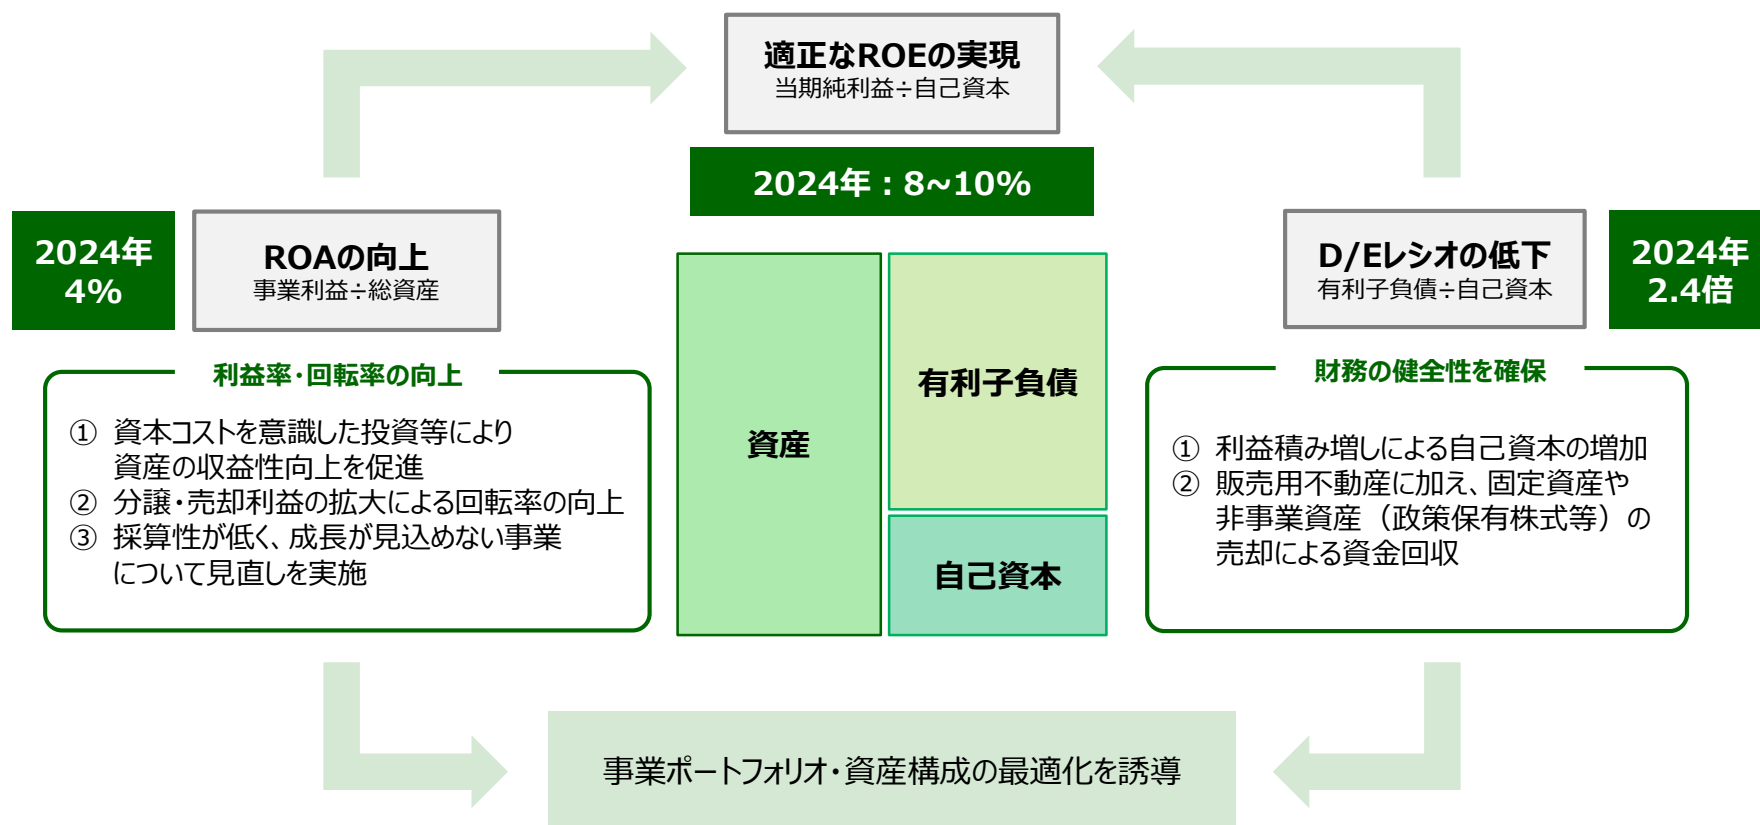 適正なROEの実現
当期純利益÷自己資本
2024年：8~10%
2024年
4%
ROAの向上
事業利益÷総資産
利益率・回転率の向上
① 資本コストを意識した投資等により
資産の収益性向上を促進
② 分譲・売却利益の拡大による回転率の向上
③ 採算性が低く、成長が見込めない事業
について見直しを実施
資産
有利子負債
自己資本
D/Eレシオの低下
有利子負債÷自己資本
2024年
2.4倍
財務の健全性を確保
① 利益積み増しによる自己資本の増加
② 販売用不動産に加え、固定資産や
非事業資産（政策保有株式等）の
売却による資金回収
事業ポートフォリオ・資産構成の最適化を誘導